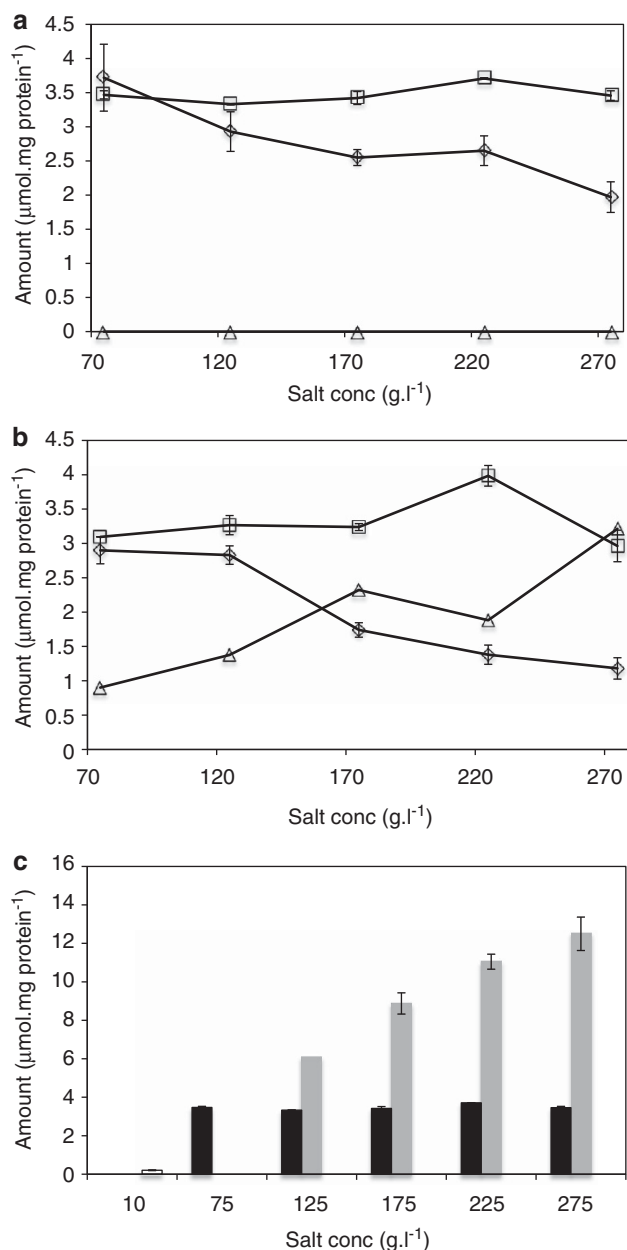 a
4.5
4
3.5
3
2.5
2
1.5
1
0.5
0
Amount (μmol.mg protein⁻¹)
70 120 170 220 270
Salt conc (g.l⁻¹)
b
4.5
4
3.5
3
2.5
2
1.5
1
0.5
0
Amount (μmol.mg protein⁻¹)
70 120 170 220 270
Salt conc (g.l⁻¹)
c
16
14
12
10
8
6
4
2
0
Amount (μmol.mg protein⁻¹)
10 75 125 175 225 275
Salt conc (g.l⁻¹)